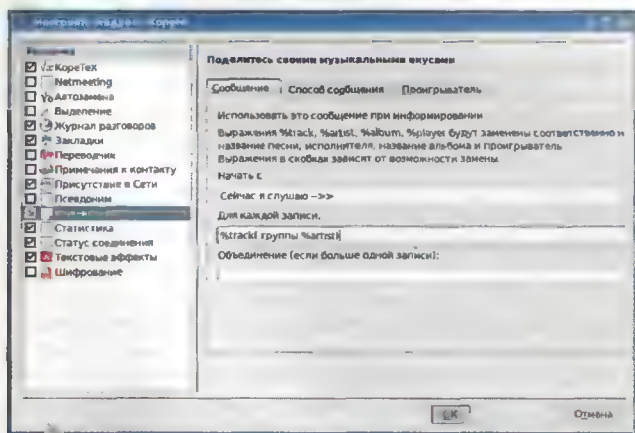 КореТех
Netmeeting
Автозамена
Выделение
Журнал разговоров
Закладки
Переводчик
Примечания к контакту
Присутствие в Сети
Псевдоним
Статистика
Статус соединения
Текстовые эффекты
Шифрование
Поделитесь своими музыкальными вкусами
Сообщение Способ сообщения Проигрыватель
Использовать это сообщение при информировании
Выражения %track, %artist, %album, %player будут заменены соответственно н
название песни, исполнителя, название альбома и проигрыватель
Выражения в скобках зависят от возможности замены.
Начать с
Сейчас я слушаю -->>
Для каждой записи.
%track( группы %artist)
Объединение (если больше одной записи):
OK Отмена